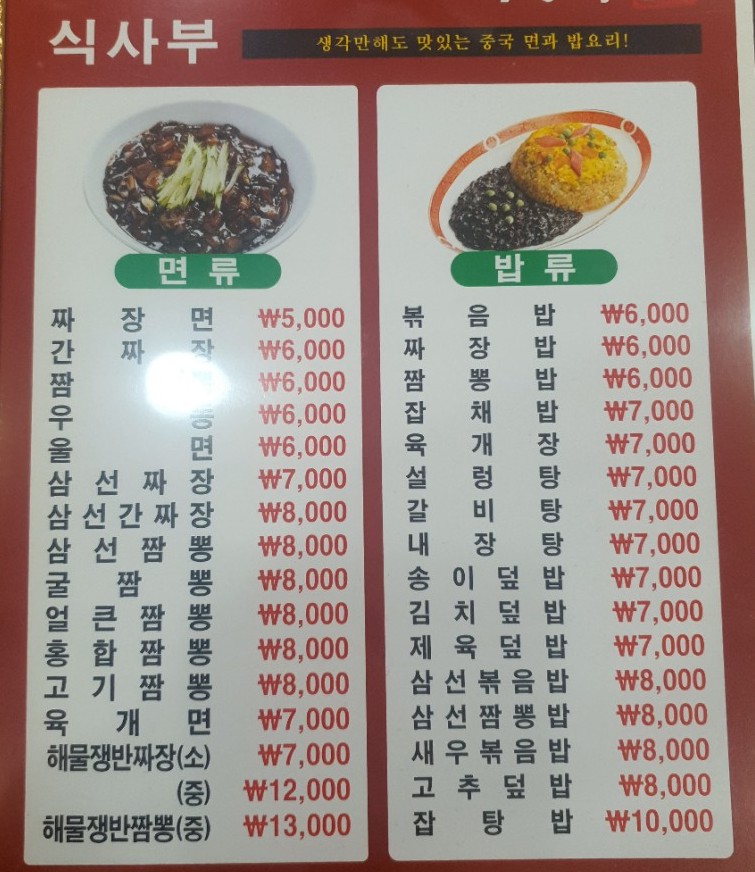 식사부
생각만해도 맛있는 중국 면과 밥요리!
면류
짜장면 ₩5,000
간짜장 ₩6,000
짬 ₩6,000
우동 ₩6,000
울면 ₩6,000
삼선짜장 ₩7,000
삼선간짜장 ₩8,000
삼선짬뽕 ₩8,000
굴짬뽕 ₩8,000
얼큰짬뽕 ₩8,000
홍합짬뽕 ₩8,000
고기짬뽕 ₩8,000
육개면 ₩7,000
해물쟁반짜장(소) ₩7,000
(중) ₩12,000
해물쟁반짬뽕(중) ₩13,000
밥류
볶음밥 ₩6,000
짜장밥 ₩6,000
짬뽕밥 ₩6,000
잡채밥 ₩7,000
육개장 ₩7,000
설렁탕 ₩7,000
갈비탕 ₩7,000
내장탕 ₩7,000
송이덮밥 ₩7,000
김치덮밥 ₩7,000
제육덮밥 ₩7,000
삼선볶음밥 ₩8,000
삼선짬뽕밥 ₩8,000
새우볶음밥 ₩8,000
고추덮밥 ₩8,000
잡탕밥 ₩10,000